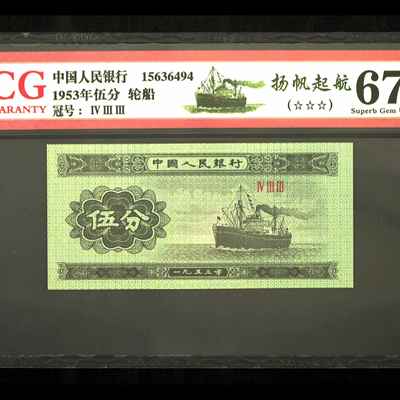 CG
ARANTY
中国人民银行 15636494
1953年伍分 轮船
冠号：Ⅳ Ⅲ Ⅲ
扬帆起航
(☆☆☆)
67
Superb Gem
中國人民銀行
Ⅳ Ⅲ Ⅲ
伍分
一九五三年